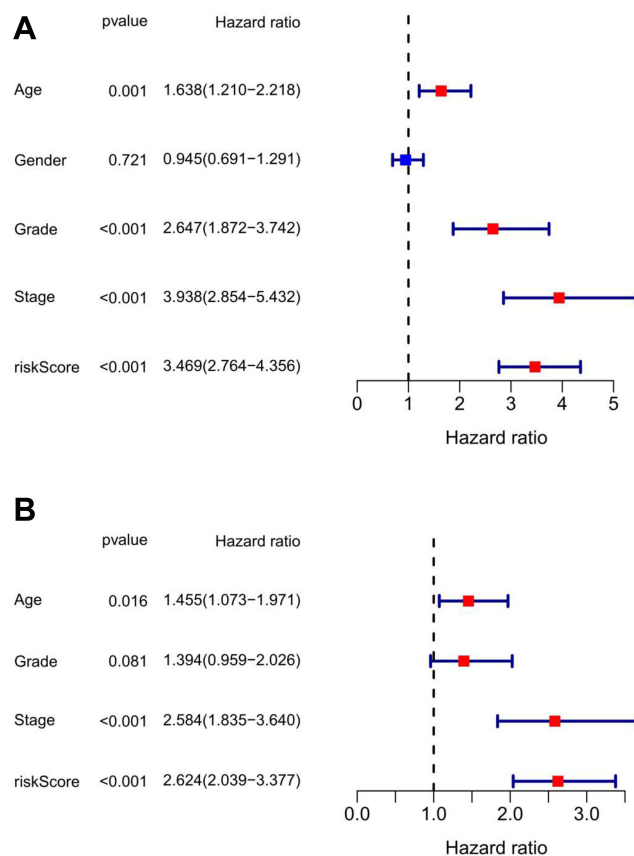 A
pvalue Hazard ratio
Age 0.001 1.638(1.210−2.218)
Gender 0.721 0.945(0.691−1.291)
Grade <0.001 2.647(1.872−3.742)
Stage <0.001 3.938(2.854−5.432)
riskScore <0.001 3.469(2.764−4.356)
0 1 2 3 4 5
Hazard ratio
B
pvalue Hazard ratio
Age 0.016 1.455(1.073−1.971)
Grade 0.081 1.394(0.959−2.026)
Stage <0.001 2.584(1.835−3.640)
riskScore <0.001 2.624(2.039−3.377)
0.0 1.0 2.0 3.0
Hazard ratio